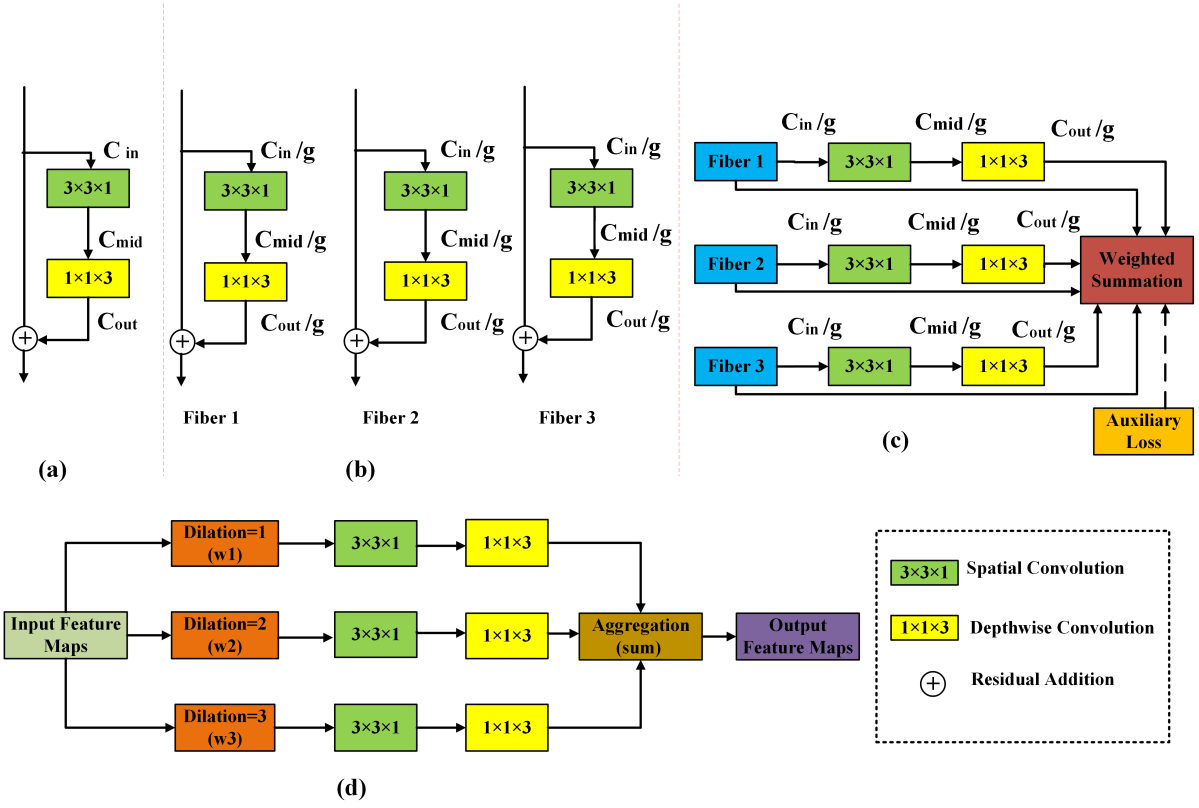 C in
3×3×1
Cmid
1×1×3
Cout
+
(a)
Cin /g
3×3×1
Cmid /g
1×1×3
Cout /g
+
Fiber 1
Cin /g
3×3×1
Cmid /g
1×1×3
Cout /g
+
Fiber 2
Cin /g
3×3×1
Cmid /g
1×1×3
Cout /g
+
Fiber 3
(b)
Cin /g
Cmid /g
Cout /g
Fiber 1
3×3×1
1×1×3
Cin /g
Cmid /g
Cout /g
Fiber 2
3×3×1
1×1×3
Weighted
Summation
Cin /g
Cmid /g
Cout /g
Fiber 3
3×3×1
1×1×3
Auxiliary
Loss
(c)
Input Feature
Maps
Dilation=1
(w1)
3×3×1
1×1×3
Dilation=2
(w2)
3×3×1
1×1×3
Dilation=3
(w3)
3×3×1
1×1×3
Aggregation
(sum)
Output
Feature Maps
(d)
3×3×1 Spatial Convolution
1×1×3 Depthwise Convolution
+ Residual Addition